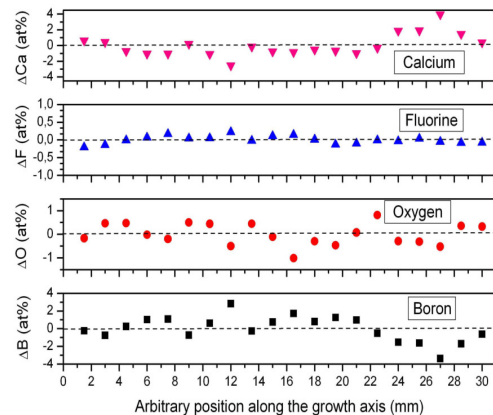 ΔCa (at%)
4
2
0
-2
-4
Calcium
ΔF (at%)
1,0
0,5
0,0
-0,5
-1,0
Fluorine
ΔO (at%)
1
0
-1
Oxygen
ΔB (at%)
4
2
0
-2
-4
Boron
0 2 4 6 8 10 12 14 16 18 20 22 24 26 28 30
Arbitrary position along the growth axis (mm)